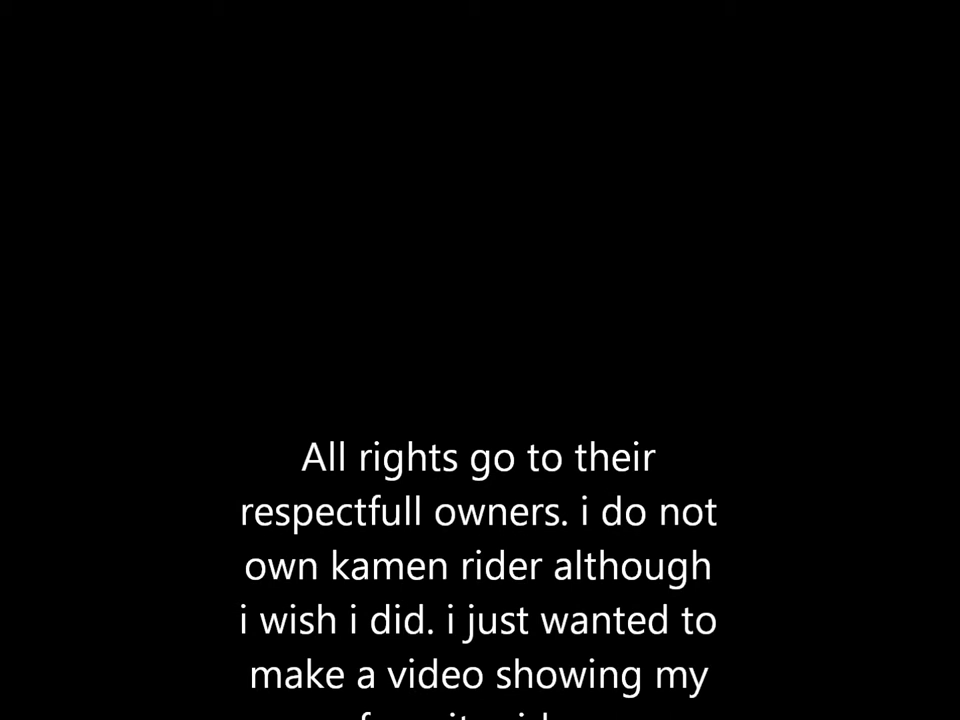 All rights go to their
respectfull owners. i do not
own kamen rider although
i wish i did. i just wanted to
make a video showing my